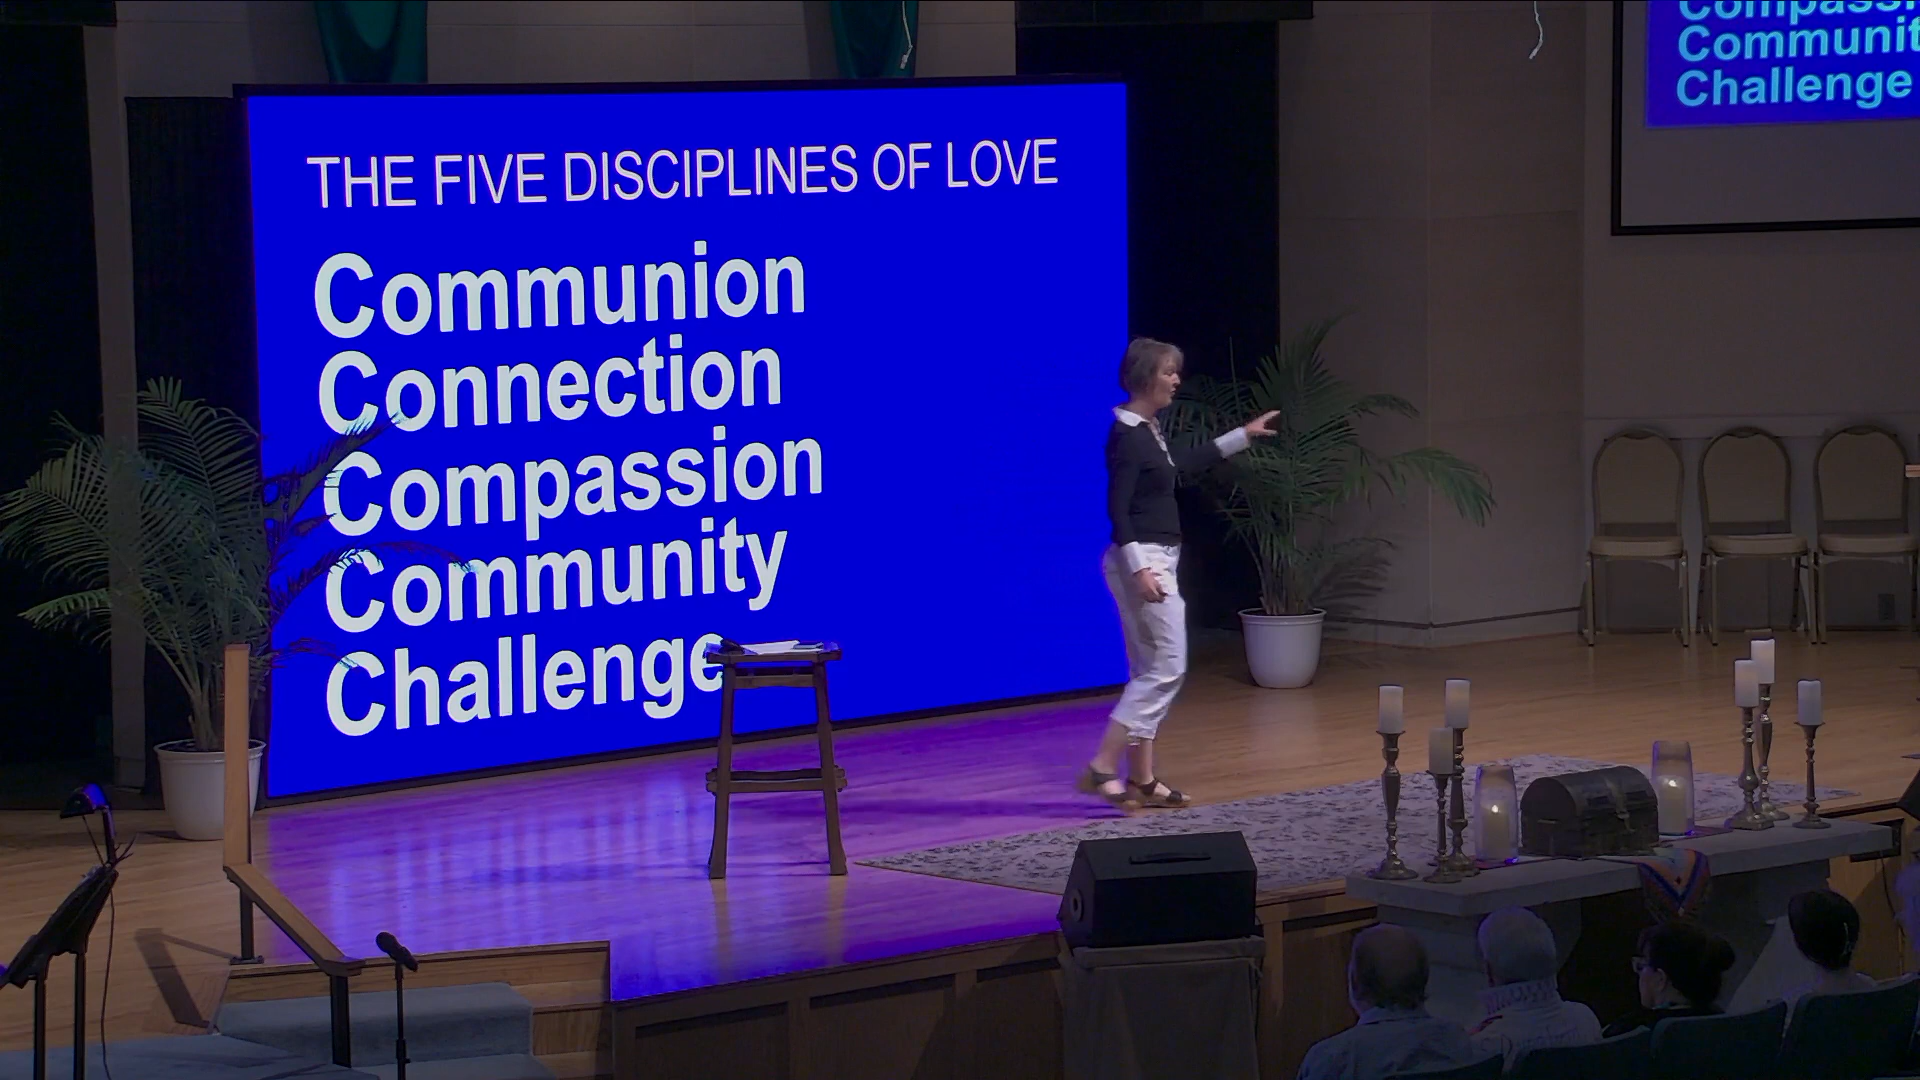 THE FIVE DISCIPLINES OF LOVE
Communion
Connection
Compassion
Community
Challenge
Communit
Challenge